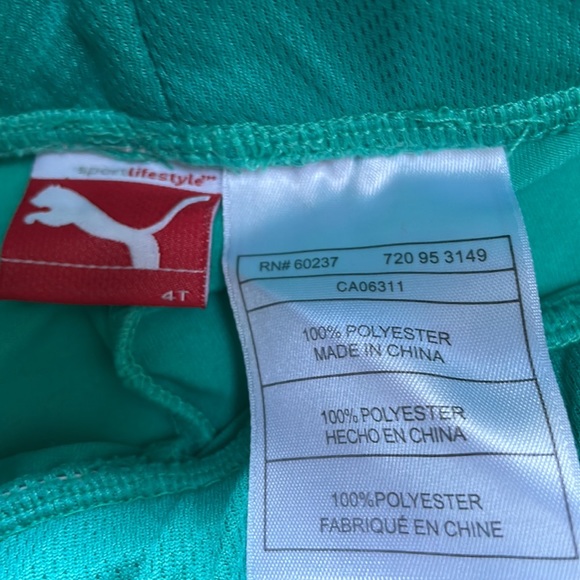 sportlifestyle™
4T
RN# 60237 720 95 3149
CA06311
100% POLYESTER
MADE IN CHINA
100% POLYESTER
HECHO EN CHINA
100%POLYESTER
FABRIQUÉ EN CHINE